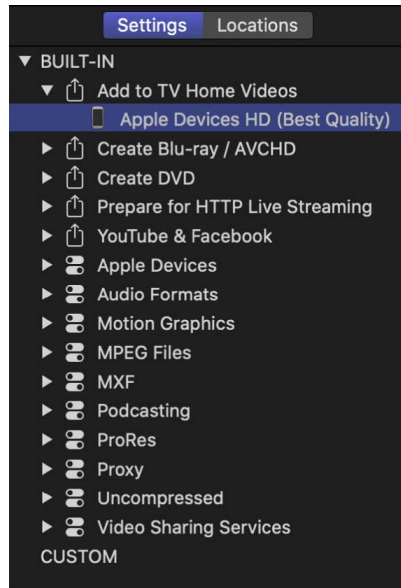 Settings Locations
BUILT-IN
Add to TV Home Videos
Apple Devices HD (Best Quality)
Create Blu-ray / AVCHD
Create DVD
Prepare for HTTP Live Streaming
YouTube & Facebook
Apple Devices
Audio Formats
Motion Graphics
MPEG Files
MXF
Podcasting
ProRes
Proxy
Uncompressed
Video Sharing Services
CUSTOM